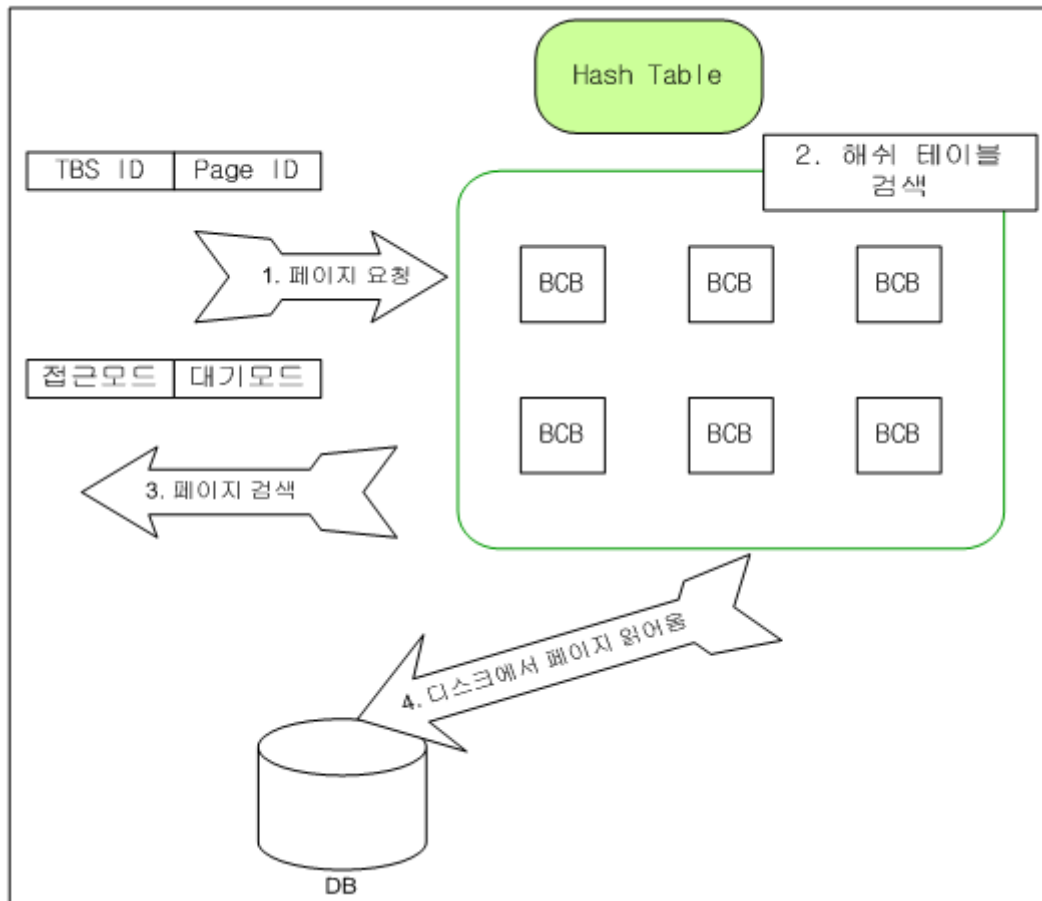 Hash Table
2. 해쉬 테이블
검색
TBS ID Page ID
1. 페이지 요청
BCB BCB BCB
접근모드 대기모드
BCB BCB BCB
3. 페이지 검색
4. 디스크에서 페이지 읽어옴
DB